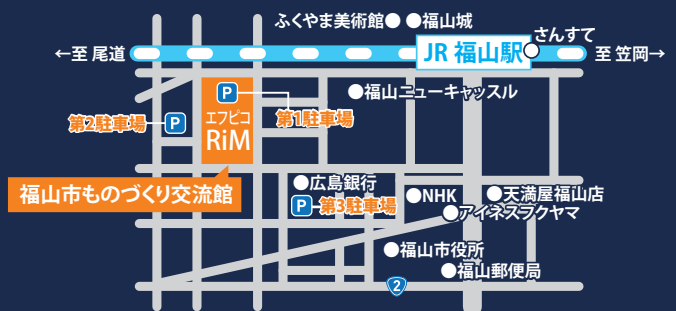 ふくやま美術館● ●福山城
さんすて
←至 尾道
JR 福山駅
至 笠岡→
P
●福山ニューキャッスル
第2駐車場
P
エフピコ
RiM
第1駐車場
福山市ものづくり交流館
●広島銀行
P
第3駐車場
●NHK
●天満屋福山店
●アイネスフクヤマ
●福山市役所
●福山郵便局
2